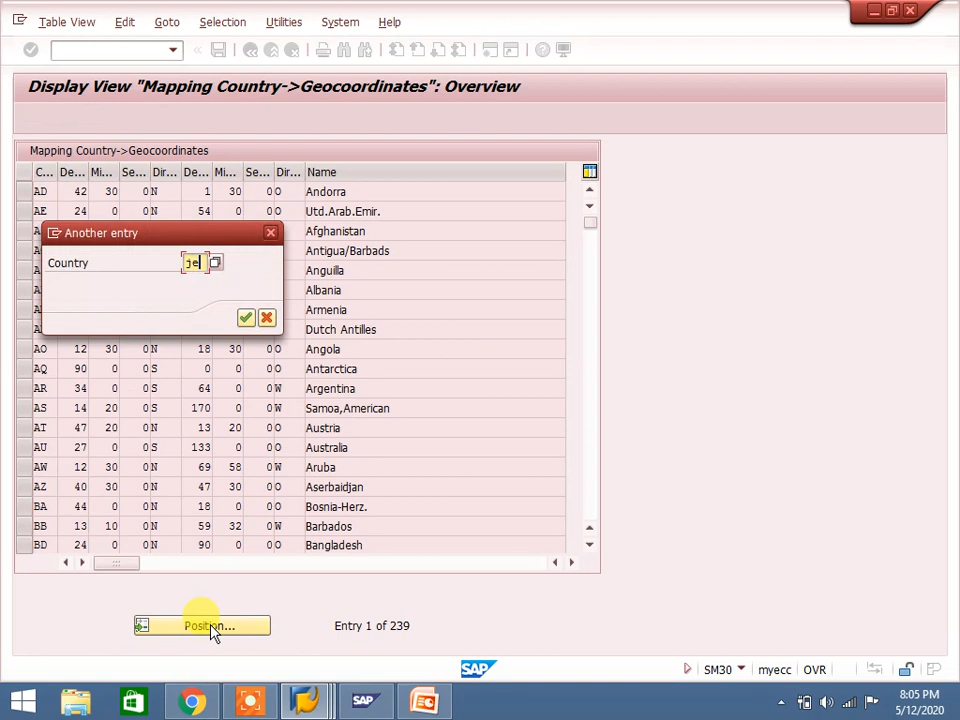 Table View Edit Goto Selection Utilities System Help
Display View "Mapping Country->Geocoordinates": Overview
Mapping Country->Geocoordinates
C... De... Mi... Se... Dir... De... Mi... Se... Dir... Name
AD 42 30 0 N 1 30 0 O Andorra
AE 24 0 0 N 54 0 0 O Utd.Arab.Emir.
Another entry
Afghanistan
Antigua/Barbads
Country je
Anguilla
Albania
Armenia
Dutch Antilles
AO 12 30 0 N 18 30 0 O Angola
AQ 90 0 0 S 0 0 0 O Antarctica
AR 34 0 0 S 64 0 0 W Argentina
AS 14 20 0 S 170 0 0 W Samoa,American
AT 47 20 0 N 13 20 0 O Austria
AU 27 0 0 S 133 0 0 O Australia
AW 12 30 0 N 69 58 0 W Aruba
AZ 40 30 0 N 47 30 0 O Aserbaidjan
BA 44 0 0 N 18 0 0 O Bosnia-Herz.
BB 13 10 0 N 59 32 0 W Barbados
BD 24 0 0 N 90 0 0 O Bangladesh
Position... Entry 1 of 239
SAP SM30 myecc OVR
SAP
8:05 PM
5/12/2020